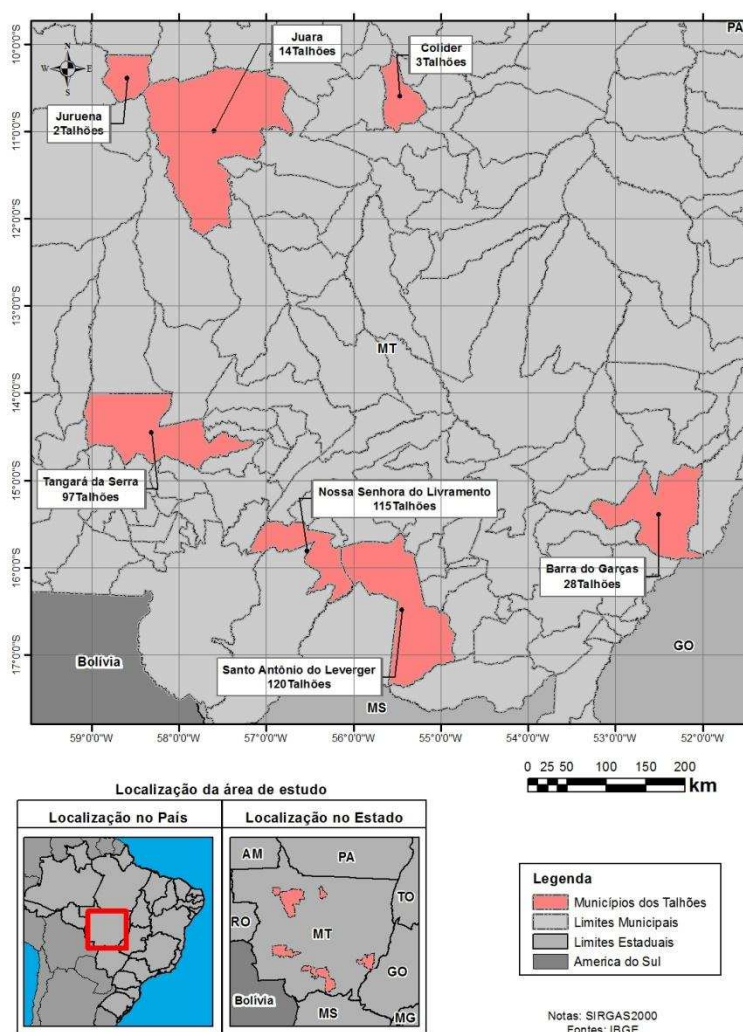 PA
10°0'0"S
11°0'0"S
12°0'0"S
13°0'0"S
14°0'0"S
15°0'0"S
16°0'0"S
17°0'0"S
N
W E
S
Juruena
2Talhões
Juara
14Talhões
Colider
3Talhões
MT
Tangará da Serra
97Talhões
Nossa Senhora do Livramento
115Talhões
Barra do Garças
28Talhões
Santo Antônio do Leverger
120Talhões
Bolívia
GO
MS
59°0'0"W 58°0'0"W 57°0'0"W 56°0'0"W 55°0'0"W 54°0'0"W 53°0'0"W 52°0'0"W
0 25 50 100 150 200
km
Localização da área de estudo
Localização no País
Localização no Estado
AM
PA
TO
RO
MT
GO
Bolívia
MS
MG
Legenda
Municípios dos Talhões
Limites Municipais
Limites Estaduais
America do Sul
Notas: SIRGAS2000
Fontes: IBGE